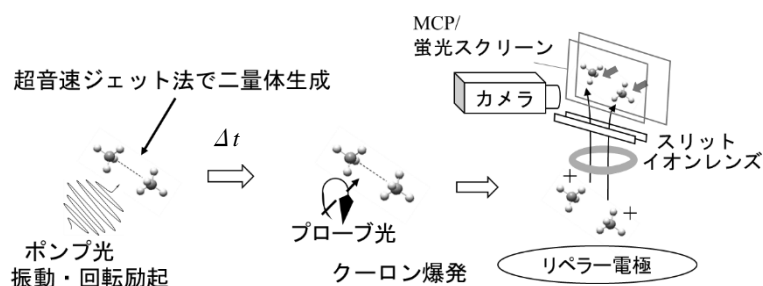 超音速ジェット法で二量体生成
Δt
ポンプ光
振動・回転励起
プローブ光
クーロン爆発
MCP/
蛍光スクリーン
カメラ
スリット
イオンレンズ
+
+
リペラー電極